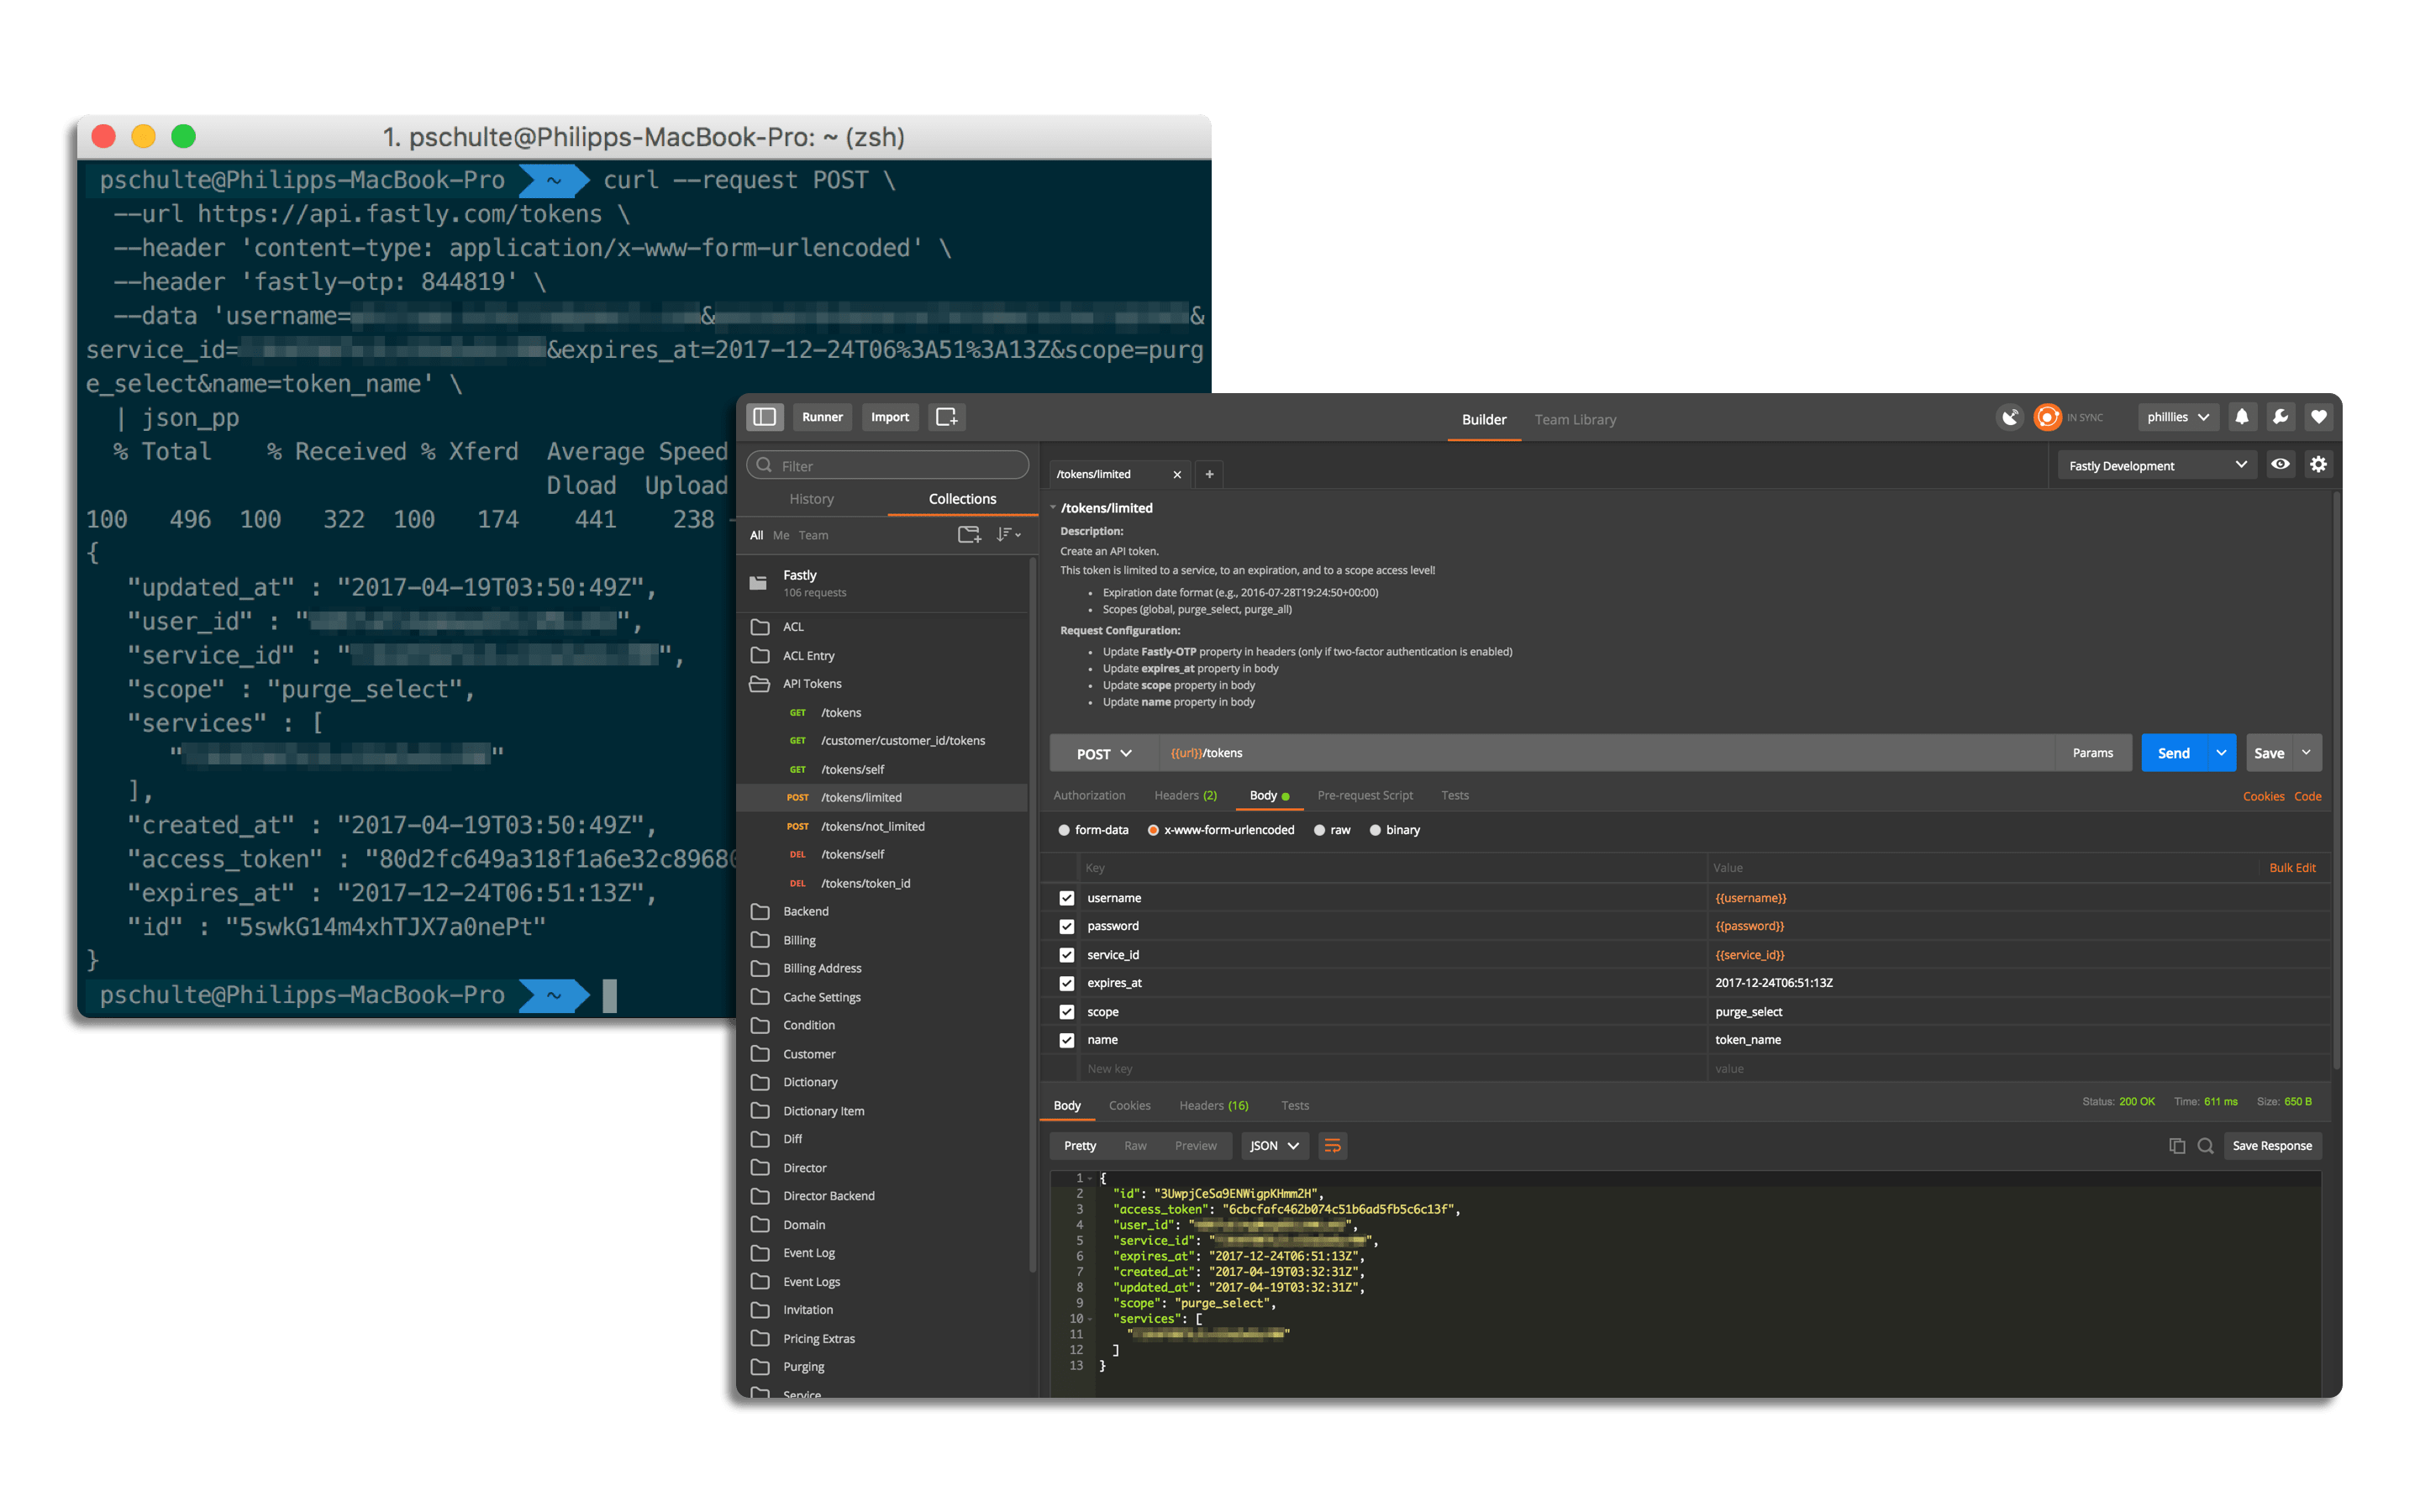 1. pschulte@Philipps-MacBook-Pro: ~ (zsh)
pschulte@Philipps-MacBook-Pro ~ curl --request POST \
--url https://api.fastly.com/tokens \
--header 'content-type: application/x-www-form-urlencoded' \
--header 'fastly-otp: 844819' \
--data 'username= & &
service_id= &expires_at=2017-12-24T06%3A51%3A13Z&scope=purg
e_select&name=token_name' \
| json_pp
% Total % Received % Xferd Average Speed
Dload Upload
100 496 100 322 100 174 441 238 -
{
"updated_at" : "2017-04-19T03:50:49Z",
"user_id" : " ",
"service_id" : " ",
"scope" : "purge_select",
"services" : [
" "
],
"created_at" : "2017-04-19T03:50:49Z",
"access_token" : "80d2fc649a318f1a6e32c89680
"expires_at" : "2017-12-24T06:51:13Z",
"id" : "5swkG14m4xhTJX7a0nePt"
}
pschulte@Philipps-MacBook-Pro ~
Runner Import Builder Team Library IN SYNC philllies
Filter
History Collections
All Me Team
Fastly
106 requests
ACL
ACL Entry
API Tokens
GET /tokens
GET /customer/customer_id/tokens
GET /tokens/self
POST /tokens/limited
POST /tokens/not_limited
DEL /tokens/self
DEL /tokens/token_id
Backend
Billing
Billing Address
Cache Settings
Condition
Customer
Dictionary
Dictionary Item
Diff
Director
Director Backend
Domain
Event Log
Event Logs
Invitation
Pricing Extras
Purging
Service
/tokens/limited × + Fastly Development
/tokens/limited
Description:
Create an API token.
This token is limited to a service, to an expiration, and to a scope access level!
• Expiration date format (e.g., 2016-07-28T19:24:50+00:00)
• Scopes (global, purge_select, purge_all)
Request Configuration:
• Update Fastly-OTP property in headers (only if two-factor authentication is enabled)
• Update expires_at property in body
• Update scope property in body
• Update name property in body
POST {{url}}/tokens Params Send Save
Authorization Headers (2) Body Pre-request Script Tests Cookies Code
form-data x-www-form-urlencoded raw binary
Key Value Bulk Edit
username {{username}}
password {{password}}
service_id {{service_id}}
expires_at 2017-12-24T06:51:13Z
scope purge_select
name token_name
New key value
Body Cookies Headers (16) Tests Status: 200 OK Time: 611 ms Size: 650 B
Pretty Raw Preview JSON Save Response
1 {
2 "id": "3UwpjCeSa9ENWigpKHmm2H",
3 "access_token": "6cbcfafc462b074c51b6ad5fb5c6c13f",
4 "user_id": " ",
5 "service_id": " ",
6 "expires_at": "2017-12-24T06:51:13Z",
7 "created_at": "2017-04-19T03:32:31Z",
8 "updated_at": "2017-04-19T03:32:31Z",
9 "scope": "purge_select",
10 "services": [
11 " "
12 ]
13 }